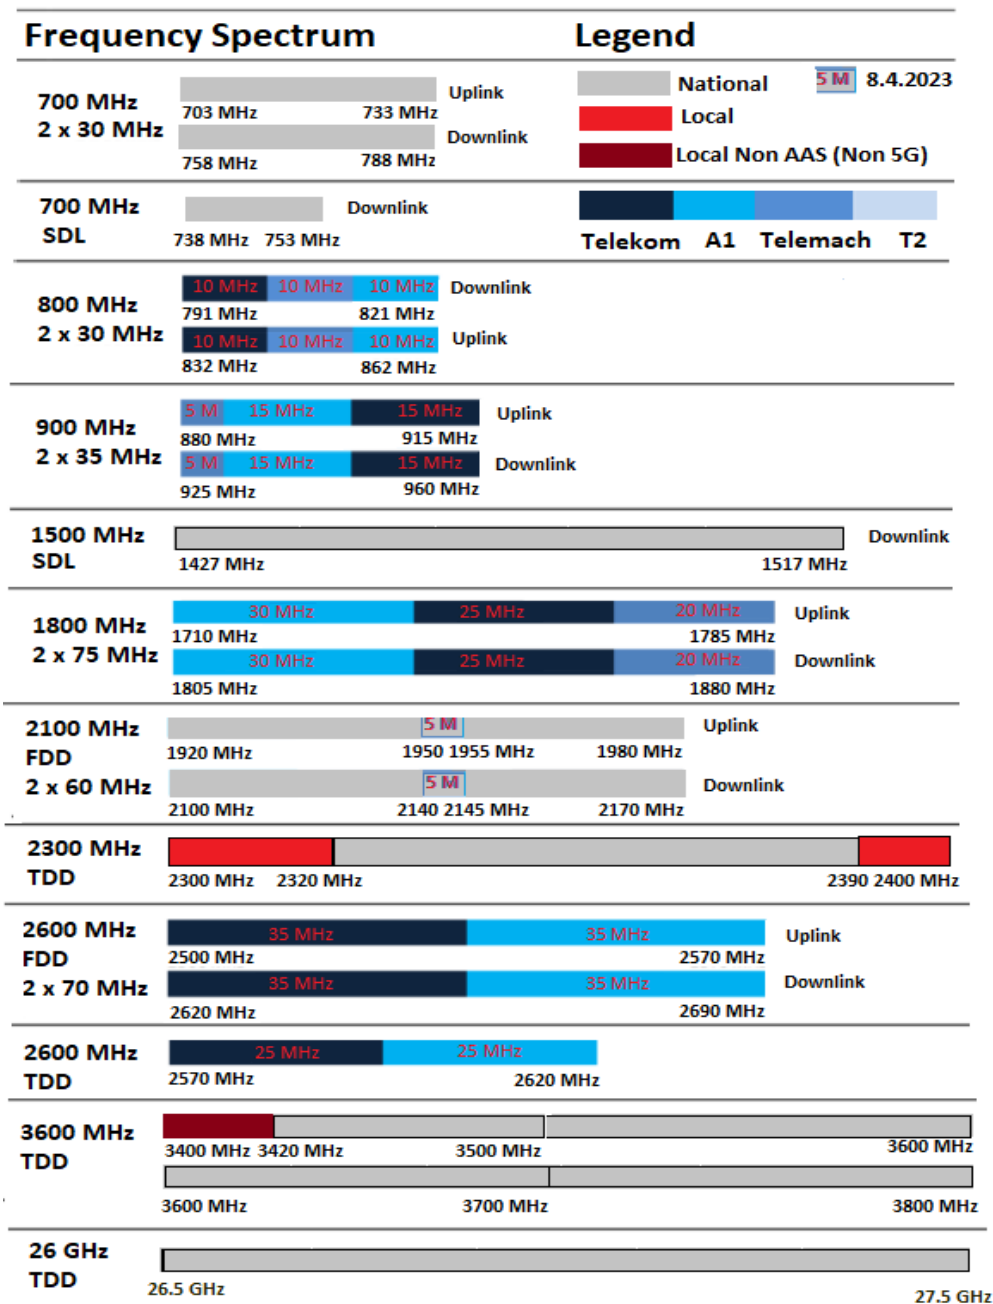 Frequency Spectrum
Legend
National
5 M
8.4.2023
Local
Local Non AAS (Non 5G)
Telekom A1 Telemach T2
700 MHz
2 x 30 MHz
Uplink
703 MHz 733 MHz
Downlink
758 MHz 788 MHz
700 MHz
SDL
Downlink
738 MHz 753 MHz
800 MHz
2 x 30 MHz
10 MHz 10 MHz 10 MHz Downlink
791 MHz 821 MHz
10 MHz 10 MHz 10 MHz Uplink
832 MHz 862 MHz
900 MHz
2 x 35 MHz
5 M 15 MHz 15 MHz Uplink
880 MHz 915 MHz
5 M 15 MHz 15 MHz Downlink
925 MHz 960 MHz
1500 MHz
SDL
Downlink
1427 MHz 1517 MHz
1800 MHz
2 x 75 MHz
30 MHz 25 MHz 20 MHz Uplink
1710 MHz 1785 MHz
30 MHz 25 MHz 20 MHz Downlink
1805 MHz 1880 MHz
2100 MHz
FDD
2 x 60 MHz
5 M Uplink
1920 MHz 1950 1955 MHz 1980 MHz
5 M Downlink
2100 MHz 2140 2145 MHz 2170 MHz
2300 MHz
TDD
2300 MHz 2320 MHz 2390 2400 MHz
2600 MHz
FDD
2 x 70 MHz
35 MHz 35 MHz Uplink
2500 MHz 2570 MHz
35 MHz 35 MHz Downlink
2620 MHz 2690 MHz
2600 MHz
TDD
25 MHz 25 MHz
2570 MHz 2620 MHz
3600 MHz
TDD
3400 MHz 3420 MHz 3500 MHz 3600 MHz
3600 MHz 3700 MHz 3800 MHz
26 GHz
TDD
26.5 GHz 27.5 GHz